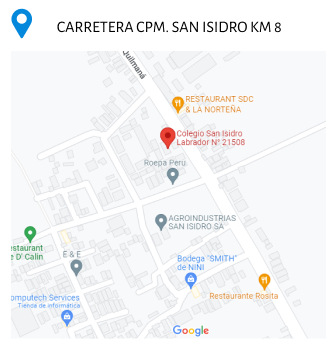 CARRETERA CPM. SAN ISIDRO KM 8
Quilmaná
RESTAURANT SDC
& LA NORTEÑA
Colegio San Isidro
Labrador N° 21508
Roepa Peru.
AGROINDUSTRIAS
SAN ISIDRO SA
estaurant
e D´ Calin
E & E
Bodega "SMITH"
de NINI
omputech Services
Tienda de informática
Restaurante Rosita
Google